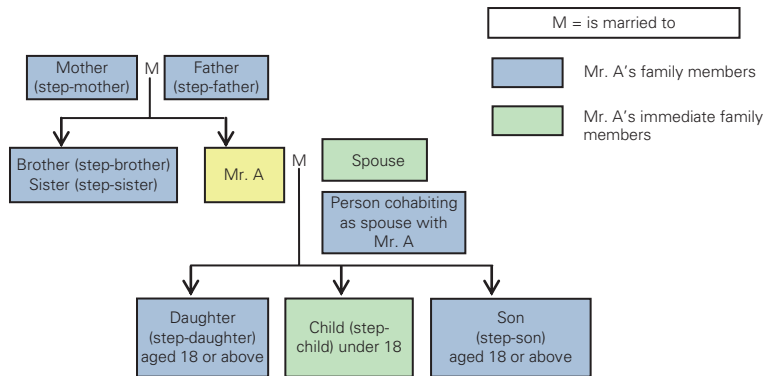 M = is married to
Mr. A's family members
Mr. A's immediate family
members
Mother
(step-mother)
M
Father
(step-father)
Brother (step-brother)
Sister (step-sister)
Mr. A
M
Spouse
Person cohabiting
as spouse with
Mr. A
Daughter
(step-daughter)
aged 18 or above
Child (step-
child) under 18
Son
(step-son)
aged 18 or above